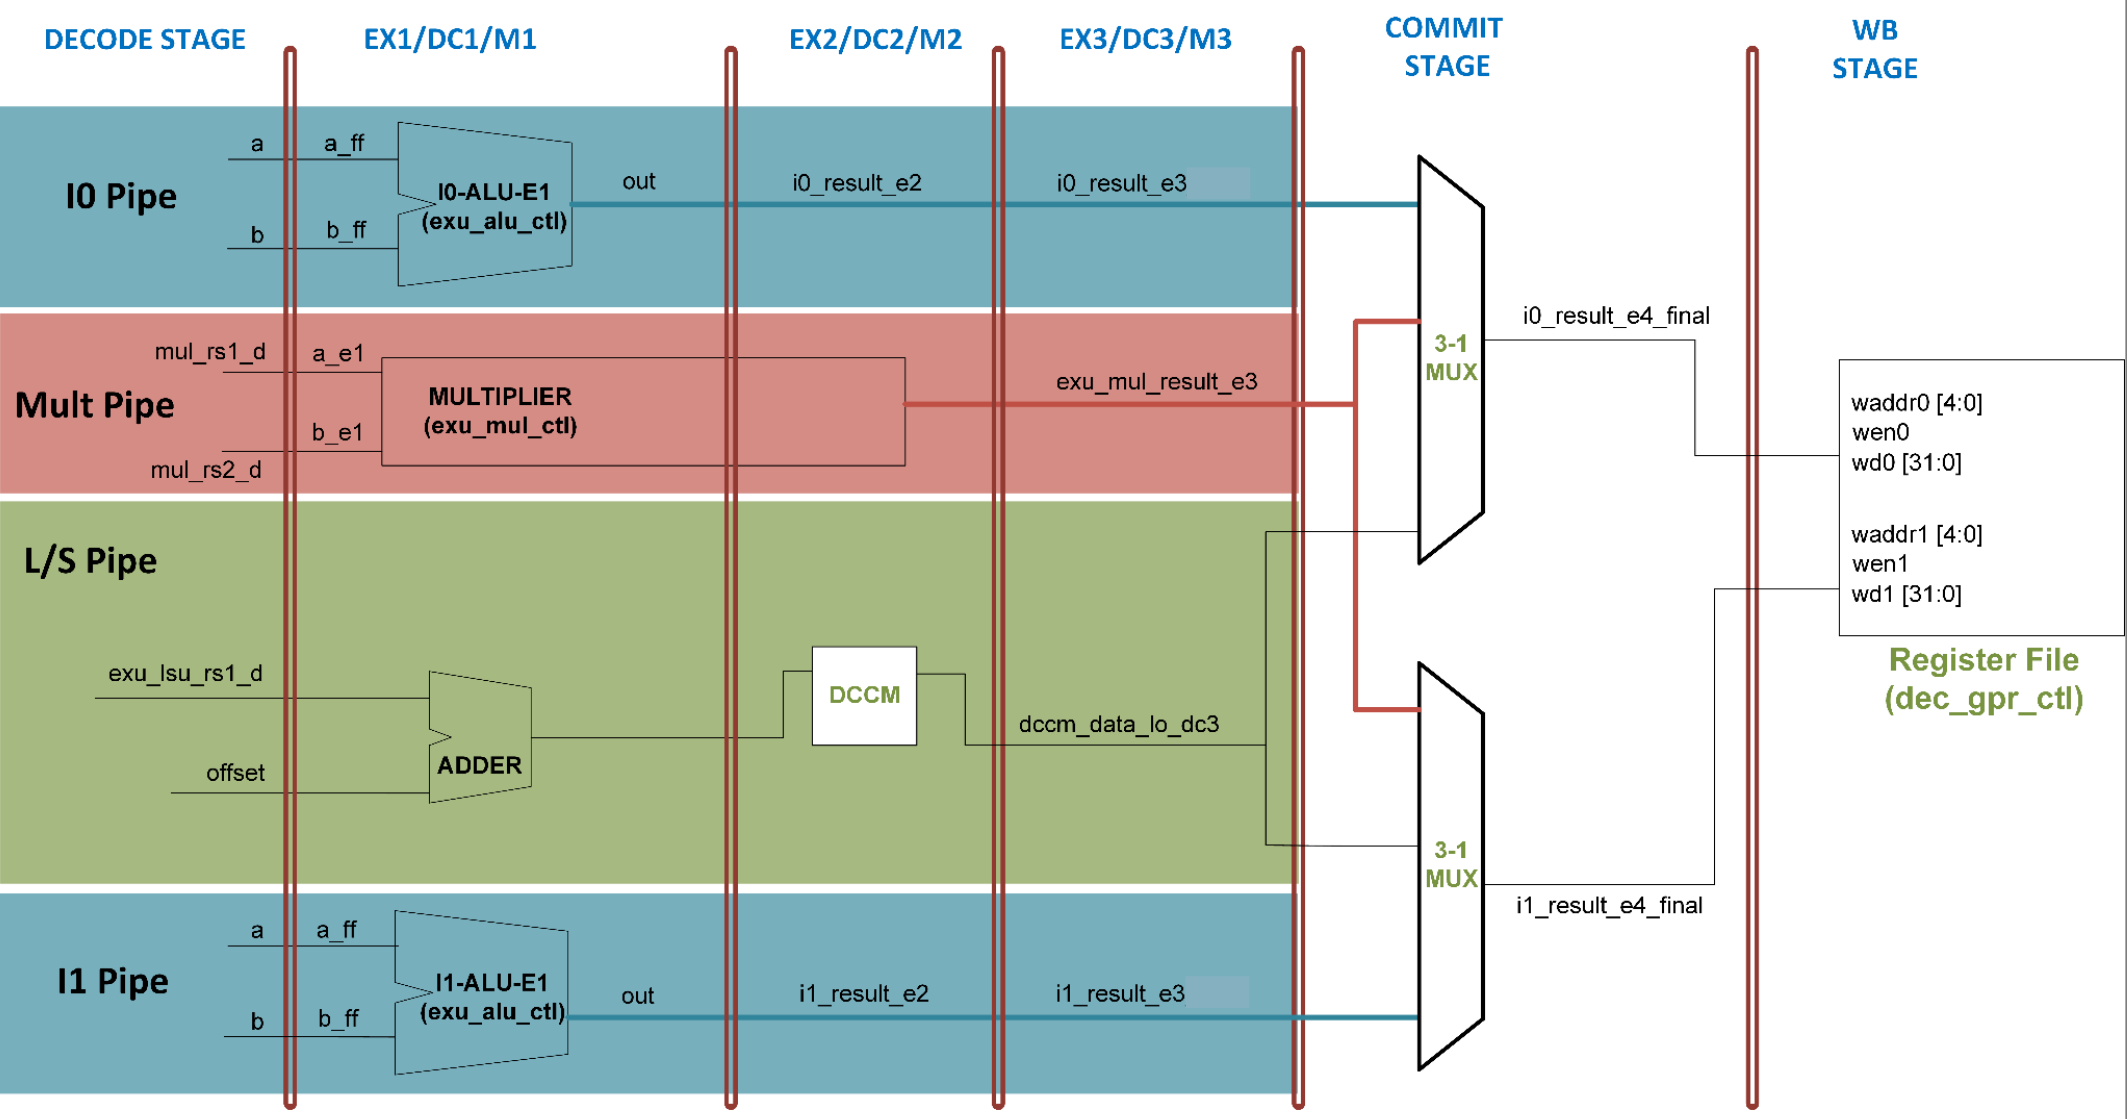 DECODE STAGE
EX1/DC1/M1
EX2/DC2/M2
EX3/DC3/M3
COMMIT
STAGE
WB
STAGE
I0 Pipe
a
a_ff
b
b_ff
I0-ALU-E1
(exu_alu_ctl)
out
i0_result_e2
i0_result_e3
Mult Pipe
mul_rs1_d
a_e1
mul_rs2_d
b_e1
MULTIPLIER
(exu_mul_ctl)
exu_mul_result_e3
L/S Pipe
exu_lsu_rs1_d
offset
ADDER
DCCM
dccm_data_lo_dc3
I1 Pipe
a
a_ff
b
b_ff
I1-ALU-E1
(exu_alu_ctl)
out
i1_result_e2
i1_result_e3
3-1
MUX
i0_result_e4_final
3-1
MUX
i1_result_e4_final
waddr0 [4:0]
wen0
wd0 [31:0]
waddr1 [4:0]
wen1
wd1 [31:0]
Register File
(dec_gpr_ctl)